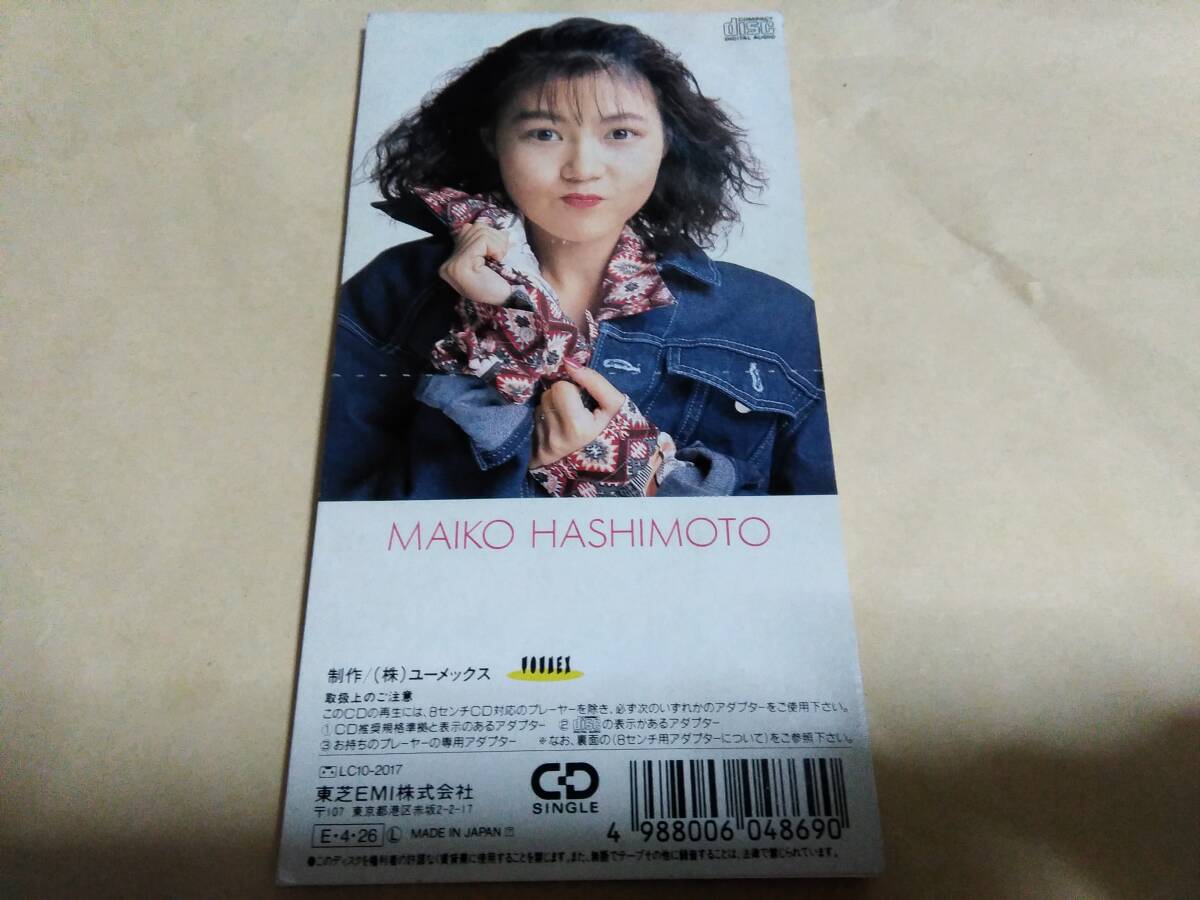 COMPACT
disc
DIGITAL AUDIO
MAIKO HASHIMOTO
制作/(株)ユーメックス YOUMEX
取扱上のご注意
このCDの再生には、8センチCD対応のプレーヤーを除き、必ず次のいずれかのアダプターをご使用下さい。
①CD推奨規格準拠と表示のあるアダプター ②discの表示があるアダプター
③お持ちのプレーヤーの専用アダプター ※なお、裏面の(8センチ用アダプターについて)をご参照下さい。
LC10-2017
東芝EMI株式会社
〒107 東京都港区赤坂2-2-17
E・4・26 Ⓛ MADE IN JAPAN
CD
SINGLE
4 988006 048690
●このディスクを権利者の許諾なく賃貸業に使用することを禁じます。また、無断でテープその他に録音することは、法律で禁じられています。